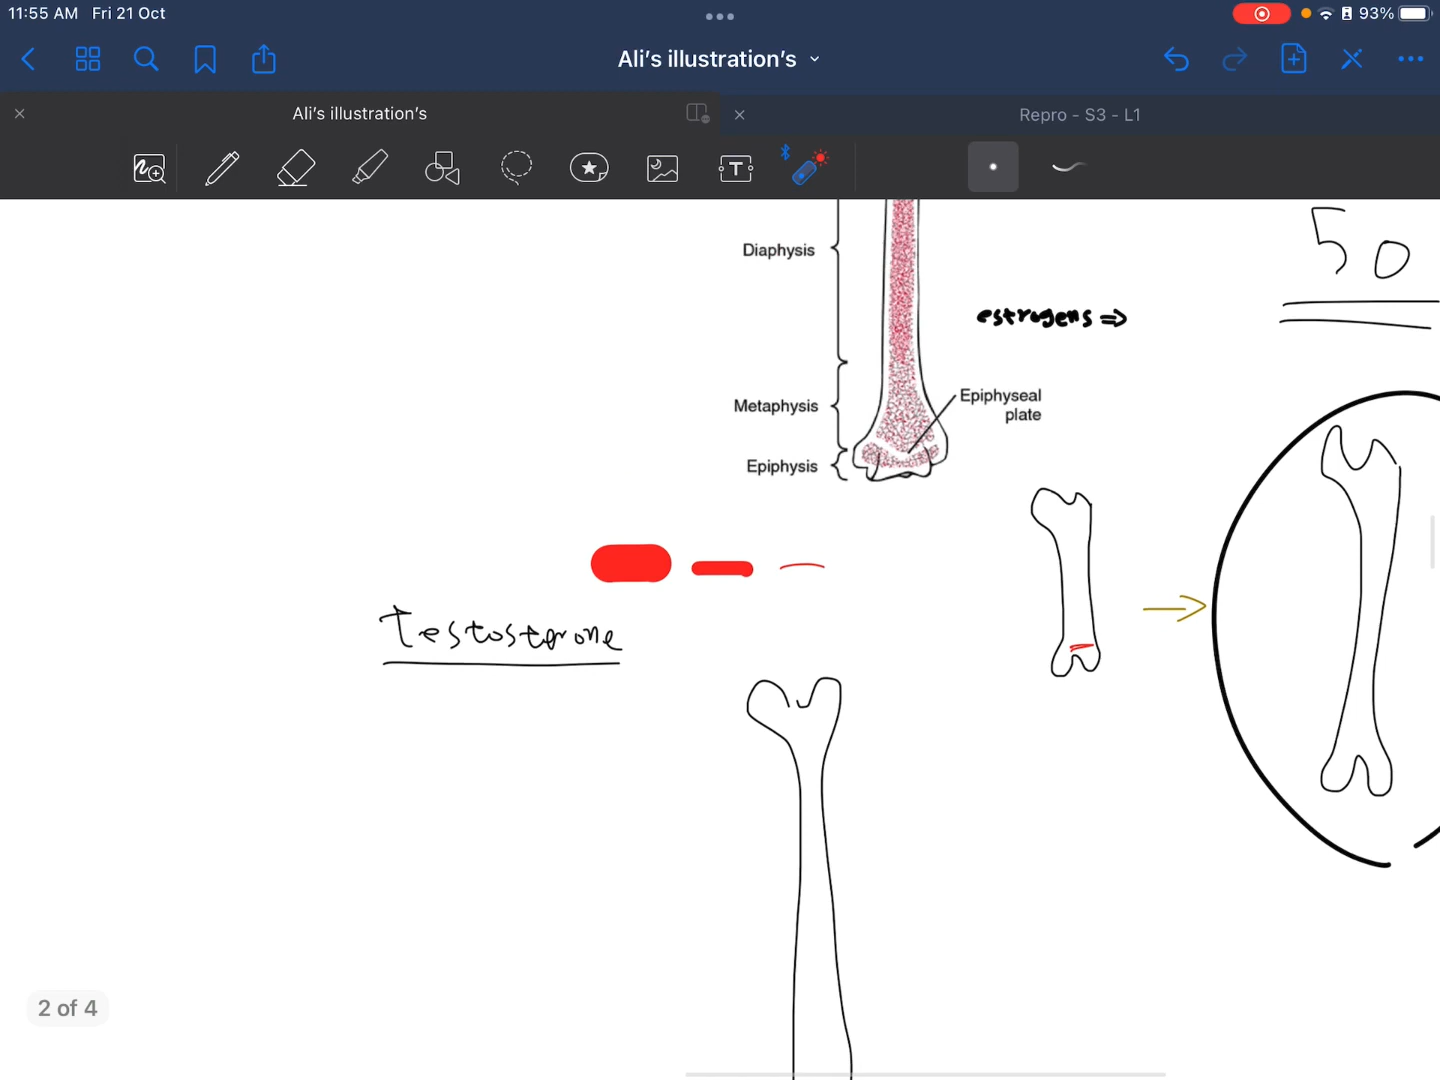 11:55 AM Fri 21 Oct
93%
Ali's illustration's
Ali's illustration's
Repro - S3 - L1
T
Diaphysis
50
estrogens ⇒
Metaphysis
Epiphyseal
plate
Epiphysis
Testosterone
2 of 4